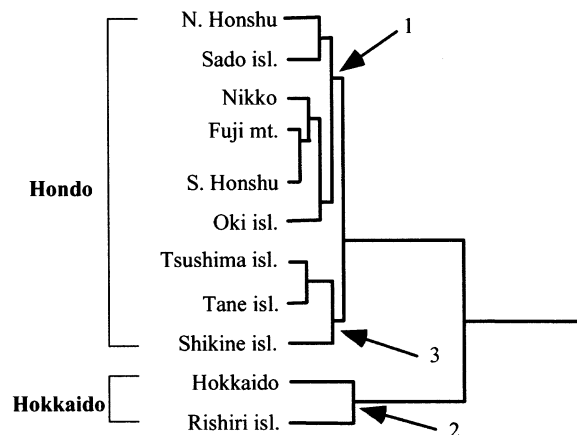 N. Honshu
1
Sado isl.
Nikko
Fuji mt.
S. Honshu
Hondo
Oki isl.
Tsushima isl.
Tane isl.
Shikine isl.
3
Hokkaido
Hokkaido
Rishiri isl.
2